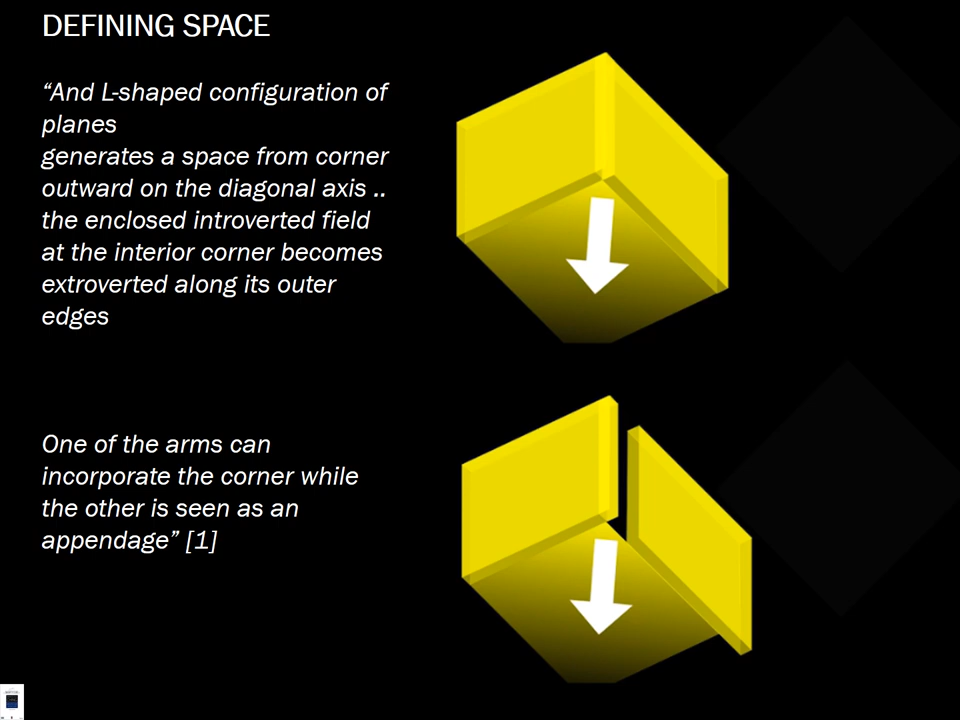 DEFINING SPACE
“And L-shaped configuration of
planes
generates a space from corner
outward on the diagonal axis ..
the enclosed introverted field
at the interior corner becomes
extroverted along its outer
edges
One of the arms can
incorporate the corner while
the other is seen as an
appendage” [1]